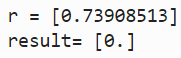 r = [0.73908513]
result= [0.]